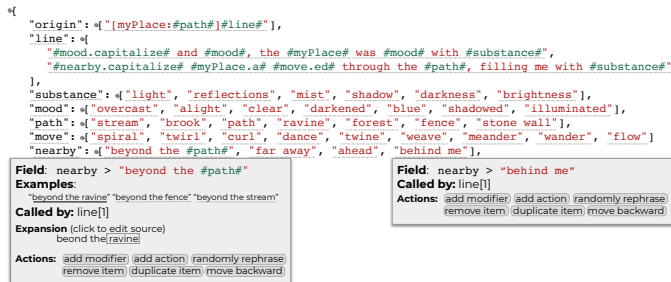 {
"origin": ["[myPlace:#path#]#line#"],
"line": [
"#mood.capitalize# and #mood#, the #myPlace# was #mood# with #substance#",
"#nearby.capitalize# #myPlace.a# #move.ed# through the #path#, filling me with #substance#"
],
"substance": ["light", "reflections", "mist", "shadow", "darkness", "brightness"],
"mood": ["overcast", "alight", "clear", "darkened", "blue", "shadowed", "illuminated"],
"path": ["stream", "brook", "path", "ravine", "forest", "fence", "stone wall"],
"move": ["spiral", "twirl", "curl", "dance", "twine", "weave", "meander", "wander", "flow"]
"nearby": ["beyond the #path#", "far away", "ahead", "behind me"],
Field: nearby > "beyond the #path#"
Examples:
"beyond the ravine" "beyond the fence" "beyond the stream"
Called by: line[1]
Expansion (click to edit source)
beond the ravine
Actions: add modifier add action randomly rephrase
remove item duplicate item move backward
Field: nearby > "behind me"
Called by: line[1]
Actions: add modifier add action randomly rephrase
remove item duplicate item move backward